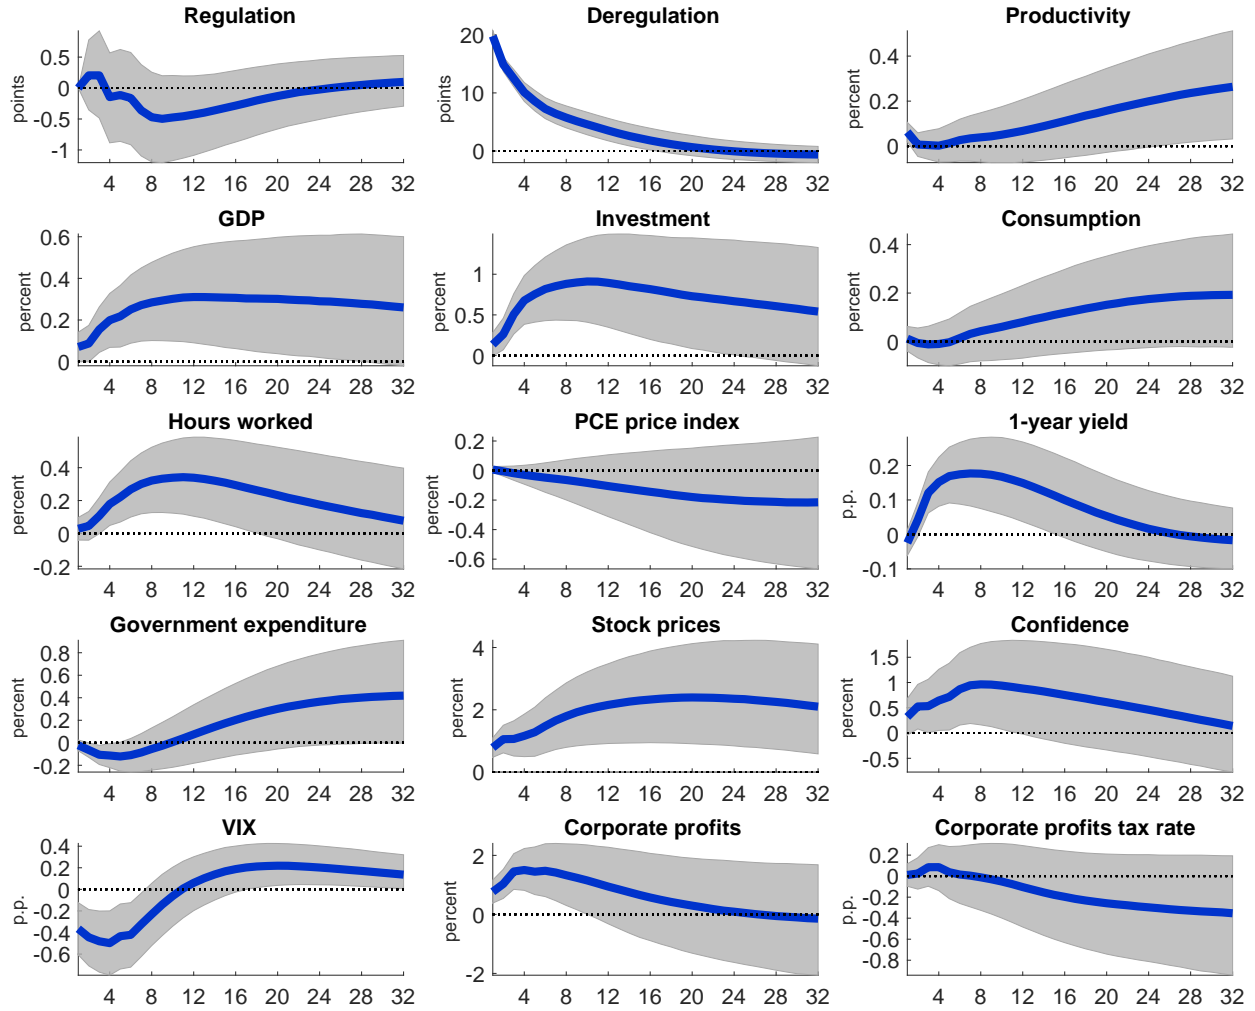 Regulation
points
0.5
0
-0.5
-1
4 8 12 16 20 24 28 32
Deregulation
points
20
10
0
4 8 12 16 20 24 28 32
Productivity
percent
0.4
0.2
0
4 8 12 16 20 24 28 32
GDP
percent
0.6
0.4
0.2
0
4 8 12 16 20 24 28 32
Investment
percent
1
0.5
0
4 8 12 16 20 24 28 32
Consumption
percent
0.4
0.2
0
4 8 12 16 20 24 28 32
Hours worked
percent
0.4
0.2
0
-0.2
4 8 12 16 20 24 28 32
PCE price index
percent
0.2
0
-0.2
-0.4
-0.6
4 8 12 16 20 24 28 32
1-year yield
p.p.
0.2
0.1
0
-0.1
4 8 12 16 20 24 28 32
Government expenditure
percent
0.8
0.6
0.4
0.2
0
-0.2
4 8 12 16 20 24 28 32
Stock prices
percent
4
2
0
4 8 12 16 20 24 28 32
Confidence
percent
1.5
1
0.5
0
-0.5
4 8 12 16 20 24 28 32
VIX
p.p.
0.4
0.2
0
-0.2
-0.4
-0.6
4 8 12 16 20 24 28 32
Corporate profits
percent
2
0
-2
4 8 12 16 20 24 28 32
Corporate profits tax rate
p.p.
0.2
0
-0.2
-0.4
-0.6
-0.8
4 8 12 16 20 24 28 32